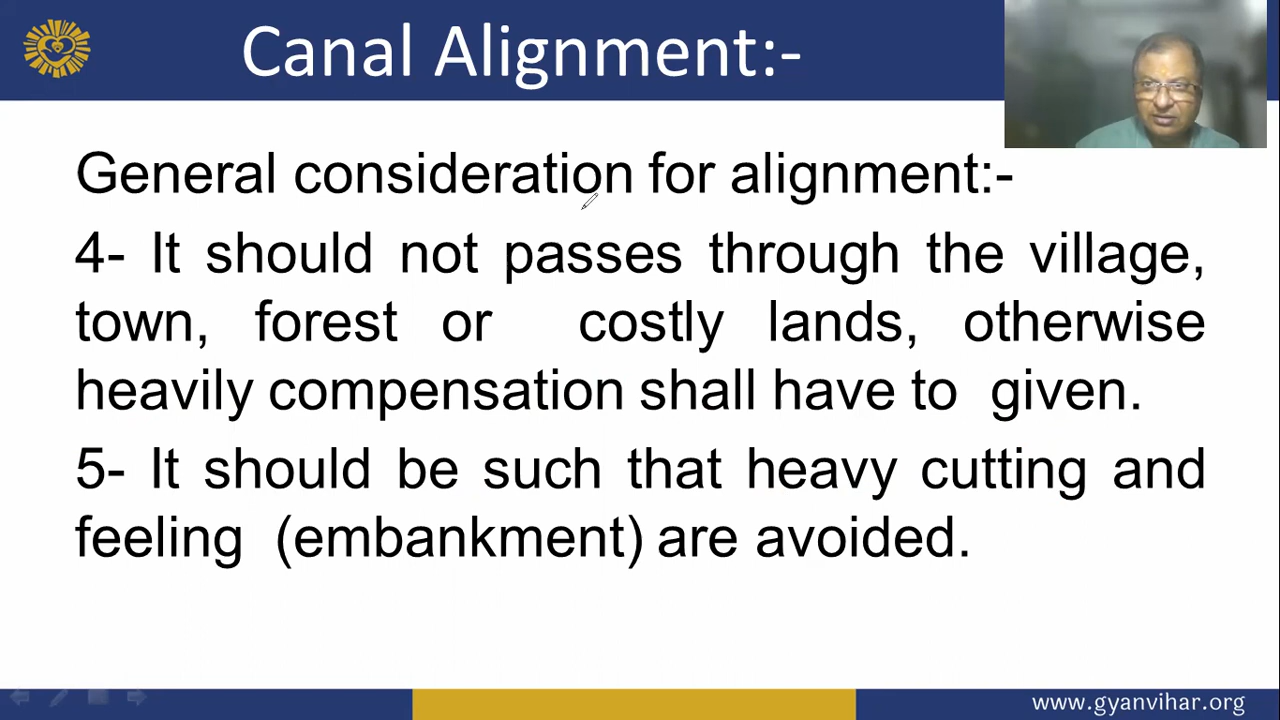 Canal Alignment:-
General consideration for alignment:-
4- It should not passes through the village,
town, forest or costly lands, otherwise
heavily compensation shall have to given.
5- It should be such that heavy cutting and
feeling (embankment) are avoided.
www.gyanvihar.org